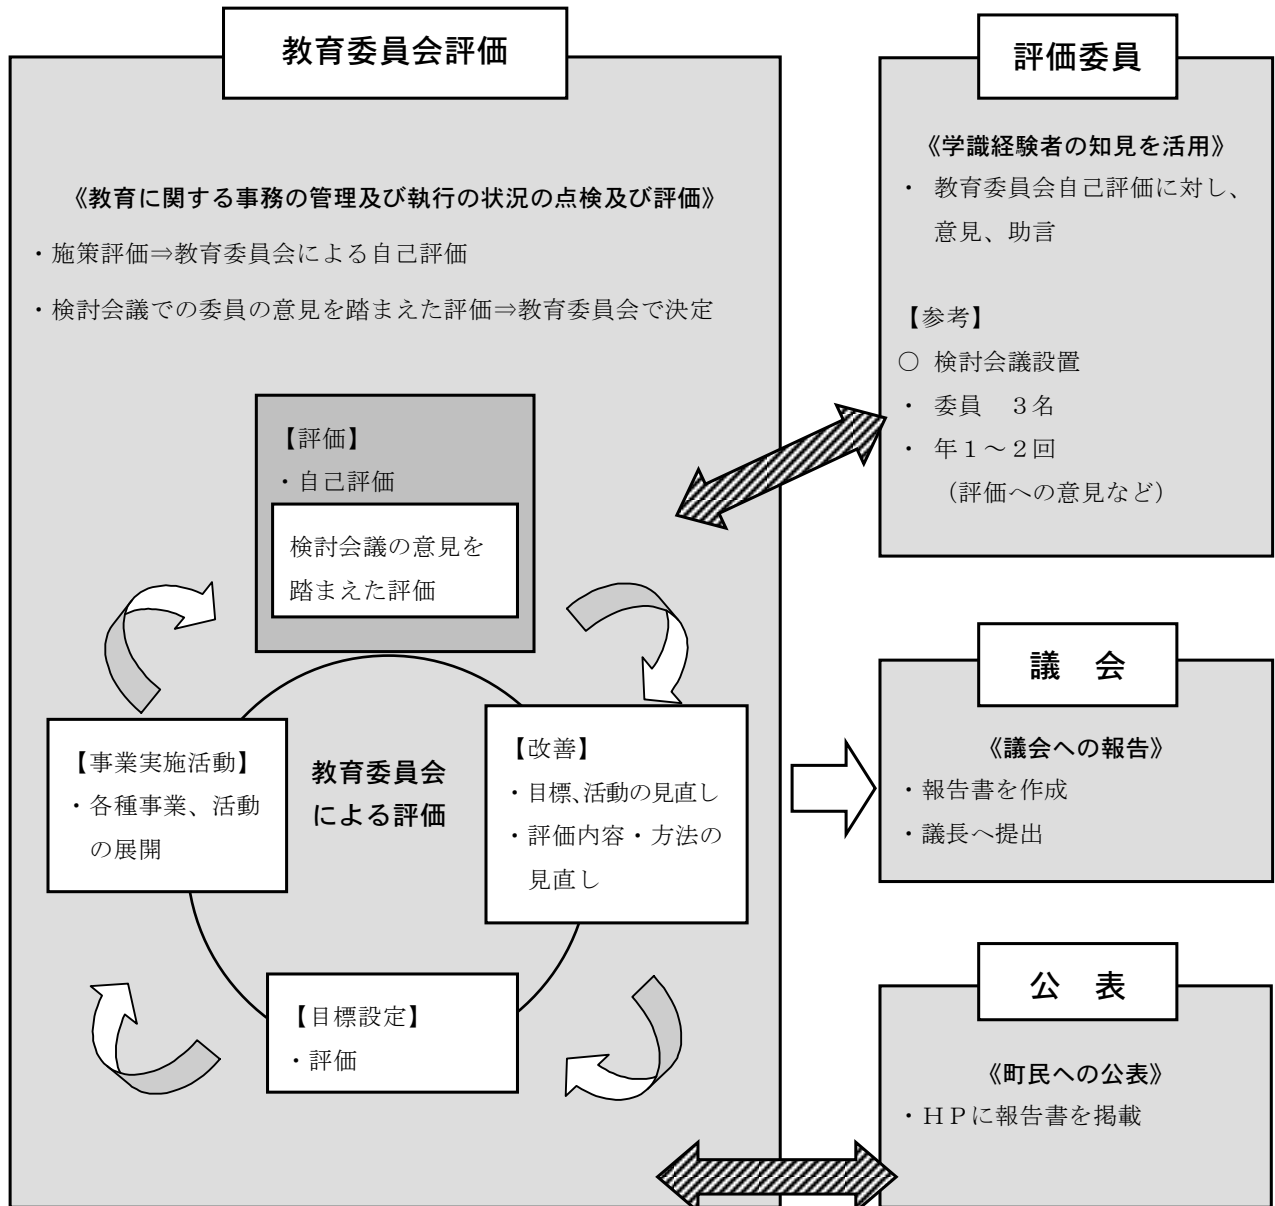 教育委員会評価
《教育に関する事務の管理及び執行の状況の点検及び評価》
・施策評価⇒教育委員会による自己評価
・検討会議での委員の意見を踏まえた評価⇒教育委員会で決定
【評価】
・自己評価
検討会議の意見を
踏まえた評価
【事業実施活動】
・各種事業、活動
の展開
教育委員会
による評価
【改善】
・目標、活動の見直し
・評価内容・方法の
見直し
【目標設定】
・評価
評価委員
《学識経験者の知見を活用》
・ 教育委員会自己評価に対し、
意見、助言
【参考】
○ 検討会議設置
・ 委員　３名
・ 年１～２回
（評価への意見など）
議　会
《議会への報告》
・報告書を作成
・議長へ提出
公　表
《町民への公表》
・ＨＰに報告書を掲載